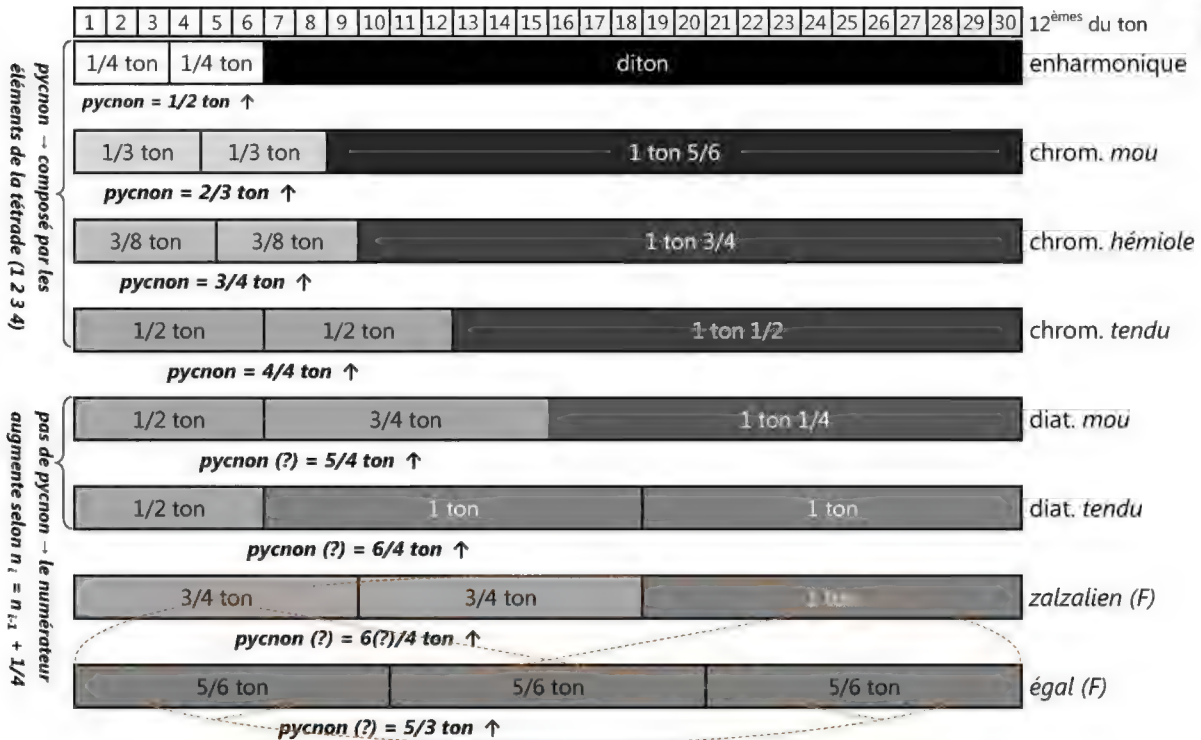 1 2 3 4 5 6 7 8 9 10 11 12 13 14 15 16 17 18 19 20 21 22 23 24 25 26 27 28 29 30 12èmes du ton
1/4 ton 1/4 ton diton enharmonique
pycnon = 1/2 ton ↑
1/3 ton 1/3 ton 1 ton 5/6 chrom. mou
pycnon = 2/3 ton ↑
3/8 ton 3/8 ton 1 ton 3/4 chrom. hémiole
pycnon = 3/4 ton ↑
1/2 ton 1/2 ton 1 ton 1/2 chrom. tendu
pycnon = 4/4 ton ↑
pycnon → composé par les
éléments de la tétrade (1 2 3 4)
1/2 ton 3/4 ton 1 ton 1/4 diat. mou
pycnon (?) = 5/4 ton ↑
1/2 ton 1 ton 1 ton diat. tendu
pycnon (?) = 6/4 ton ↑
3/4 ton 3/4 ton 1 ton zalzalien (F)
pycnon (?) = 6(?)/4 ton ↑
5/6 ton 5/6 ton 5/6 ton égal (F)
pycnon (?) = 5/3 ton ↑
pas de pycnon → le numérateur
augmente selon n i = n i-1 + 1/4